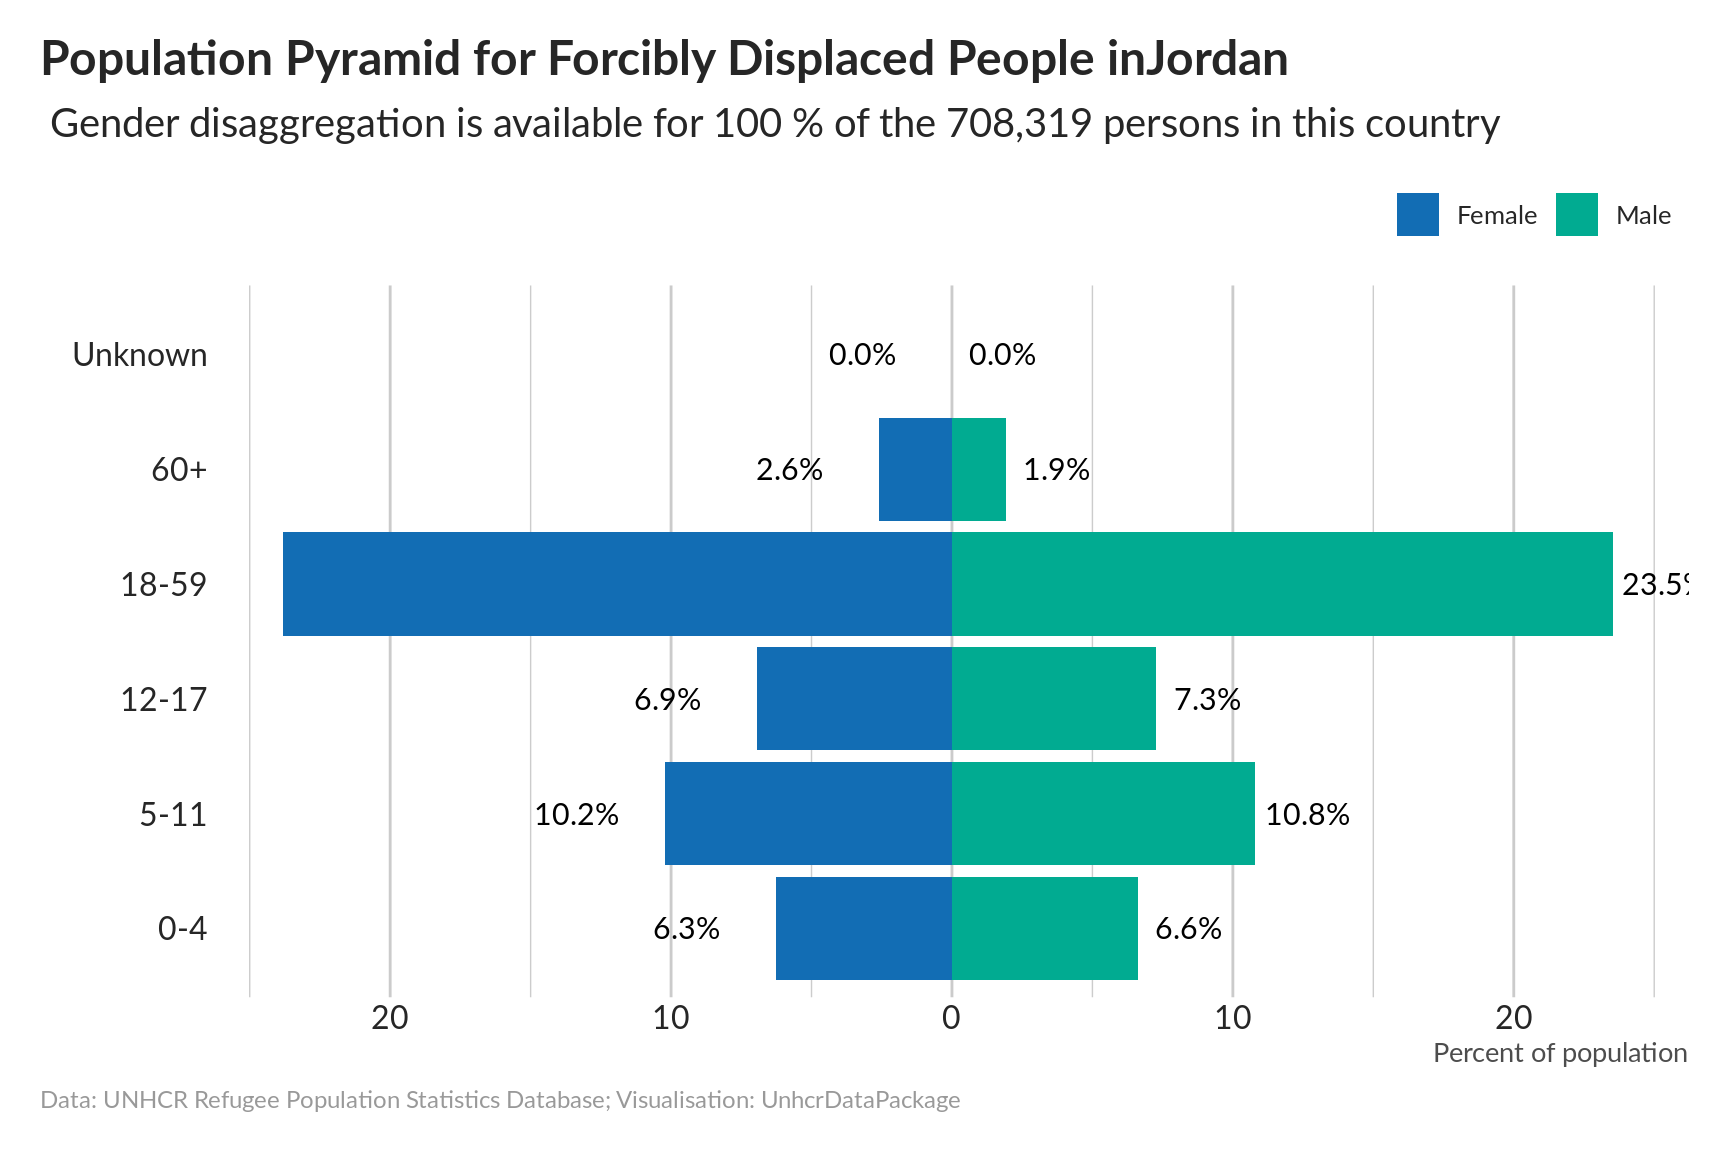 Population Pyramid for Forcibly Displaced People inJordan
Gender disaggregation is available for 100 % of the 708,319 persons in this country
Female Male
Unknown 0.0% 0.0%
60+ 2.6% 1.9%
18-59 23.5%
12-17 6.9% 7.3%
5-11 10.2% 10.8%
0-4 6.3% 6.6%
20 10 0 10 20
Percent of population
Data: UNHCR Refugee Population Statistics Database; Visualisation: UnhcrDataPackage